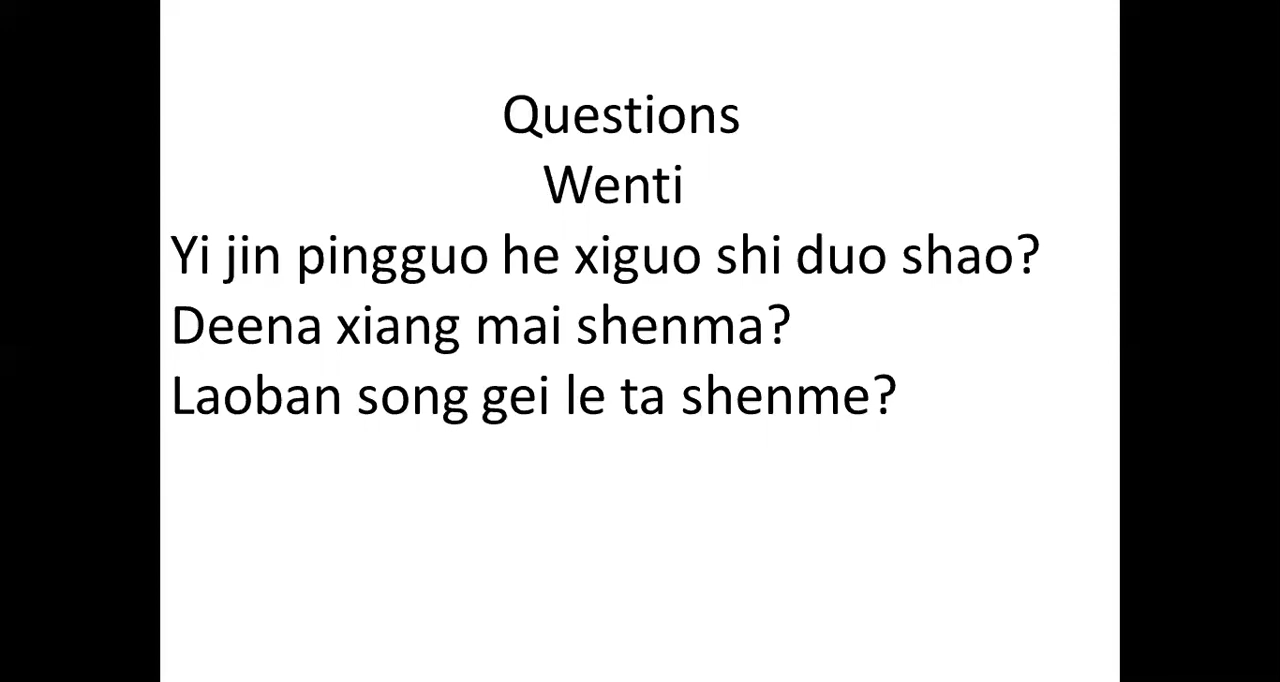 Questions
Wenti
Yi jin pingguo he xiguo shi duo shao?
Deena xiang mai shenma?
Laoban song gei le ta shenme?